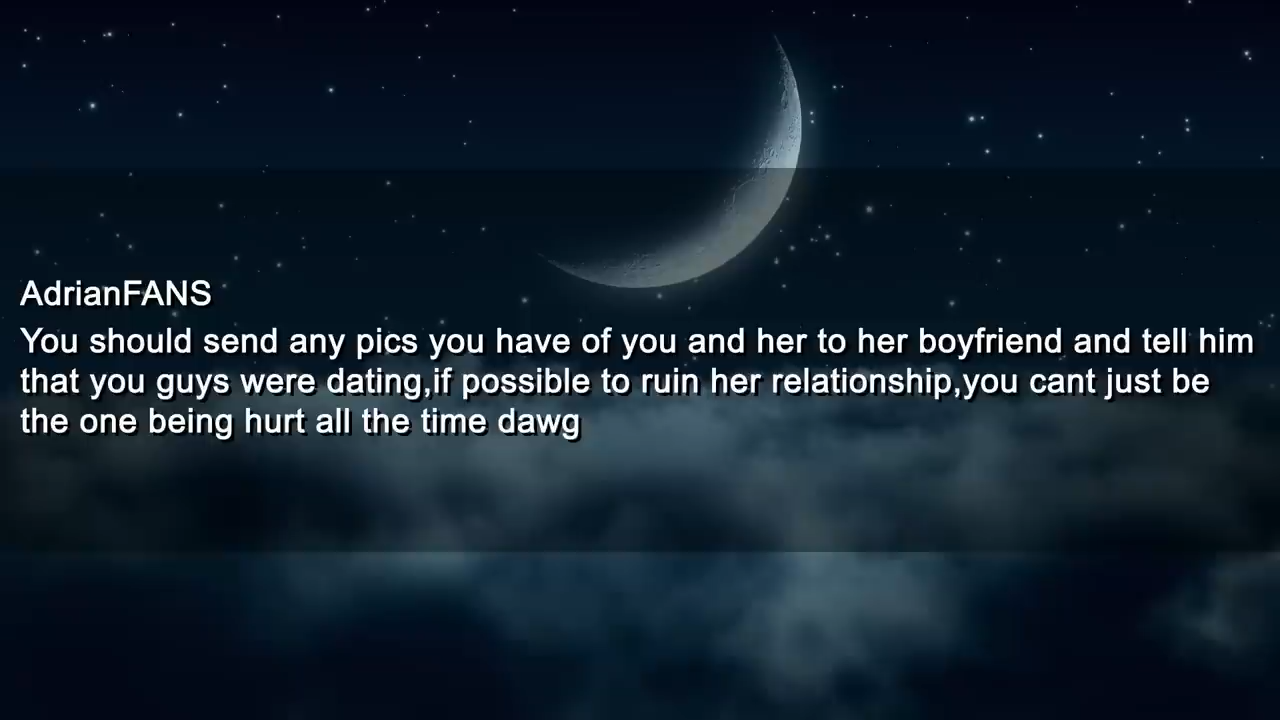 AdrianFANS
You should send any pics you have of you and her to her boyfriend and tell him
that you guys were dating,if possible to ruin her relationship,you cant just be
the one being hurt all the time dawg